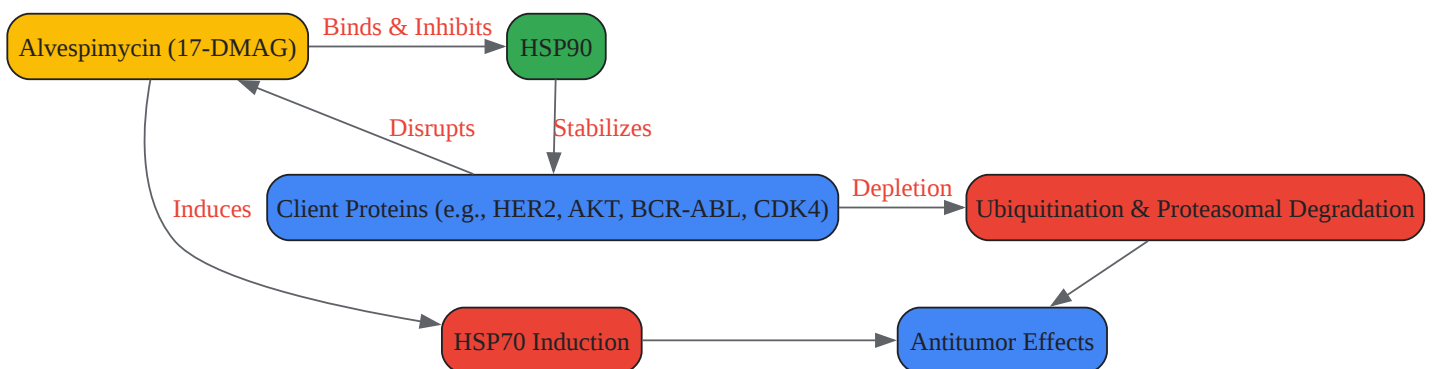 Alvespimycin (17-DMAG)
Binds & Inhibits
HSP90
Disrupts
Stabilizes
Induces
Client Proteins (e.g., HER2, AKT, BCR-ABL, CDK4)
Depletion
Ubiquitination & Proteasomal Degradation
HSP70 Induction
Antitumor Effects